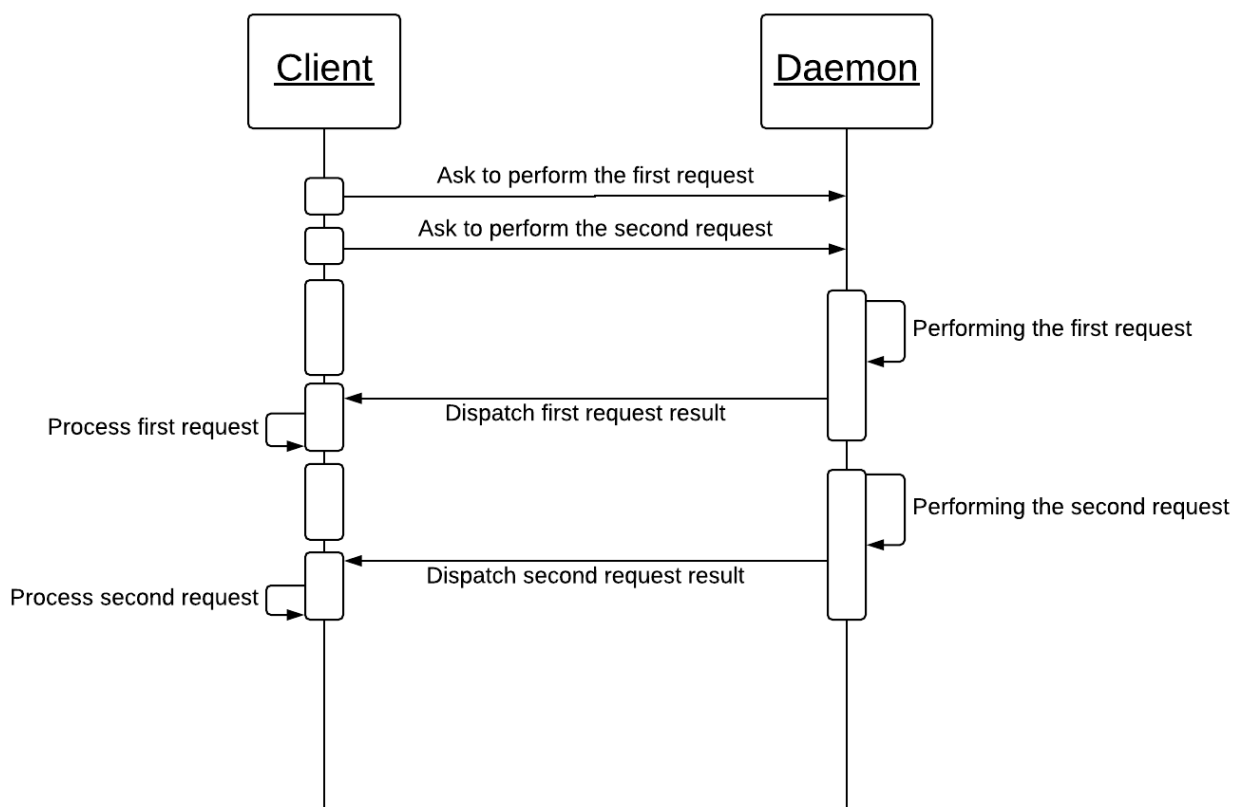 Client
Daemon
Ask to perform the first request
Ask to perform the second request
Performing the first request
Dispatch first request result
Process first request
Performing the second request
Dispatch second request result
Process second request